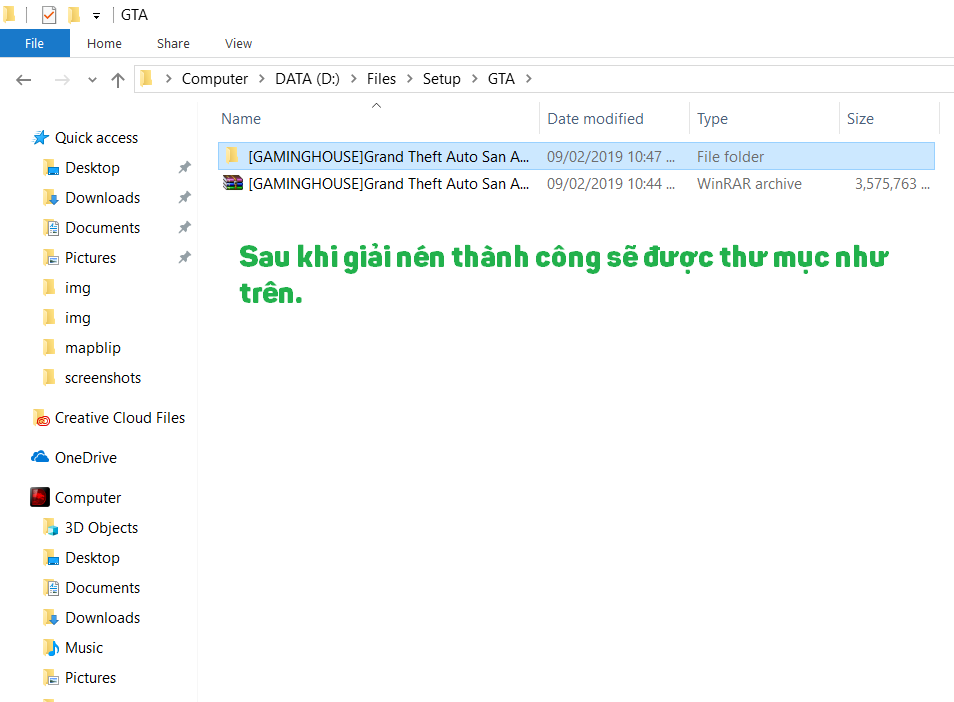 GTA
File Home Share View
Computer DATA (D:) Files Setup GTA
Name Date modified Type Size
[GAMINGHOUSE]Grand Theft Auto San A... 09/02/2019 10:47 ... File folder
[GAMINGHOUSE]Grand Theft Auto San A... 09/02/2019 10:44 ... WinRAR archive 3,575,763 ...
Sau khi giải nén thành công sẽ được thư mục như
trên.
Quick access
Desktop
Downloads
Documents
Pictures
img
img
mapblip
screenshots
Creative Cloud Files
OneDrive
Computer
3D Objects
Desktop
Documents
Downloads
Music
Pictures